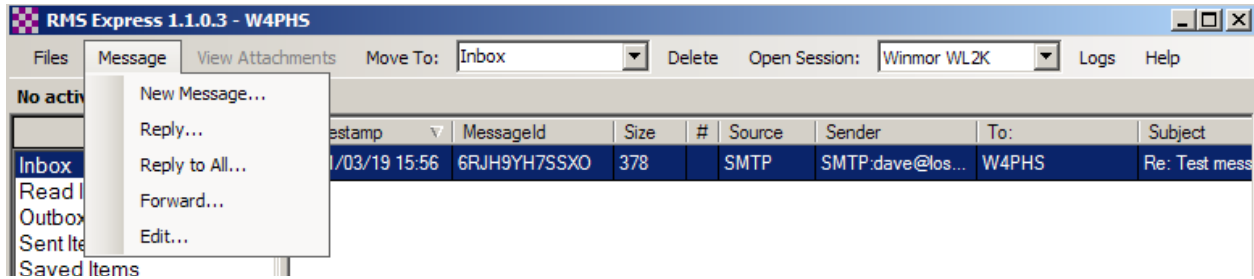 RMS Express 1.1.0.3 - W4PHS
Files Message View Attachments Move To: Inbox Delete Open Session: Winmor WL2K Logs Help
No activ
New Message...
Reply...
Reply to All...
Forward...
Edit...
estamp MessageId Size # Source Sender To: Subject
1/03/19 15:56 6RJH9YH7SSXO 378 SMTP SMTP:dave@los... W4PHS Re: Test mess
Inbox
Read I
Outbox
Sent Ite
Saved Items